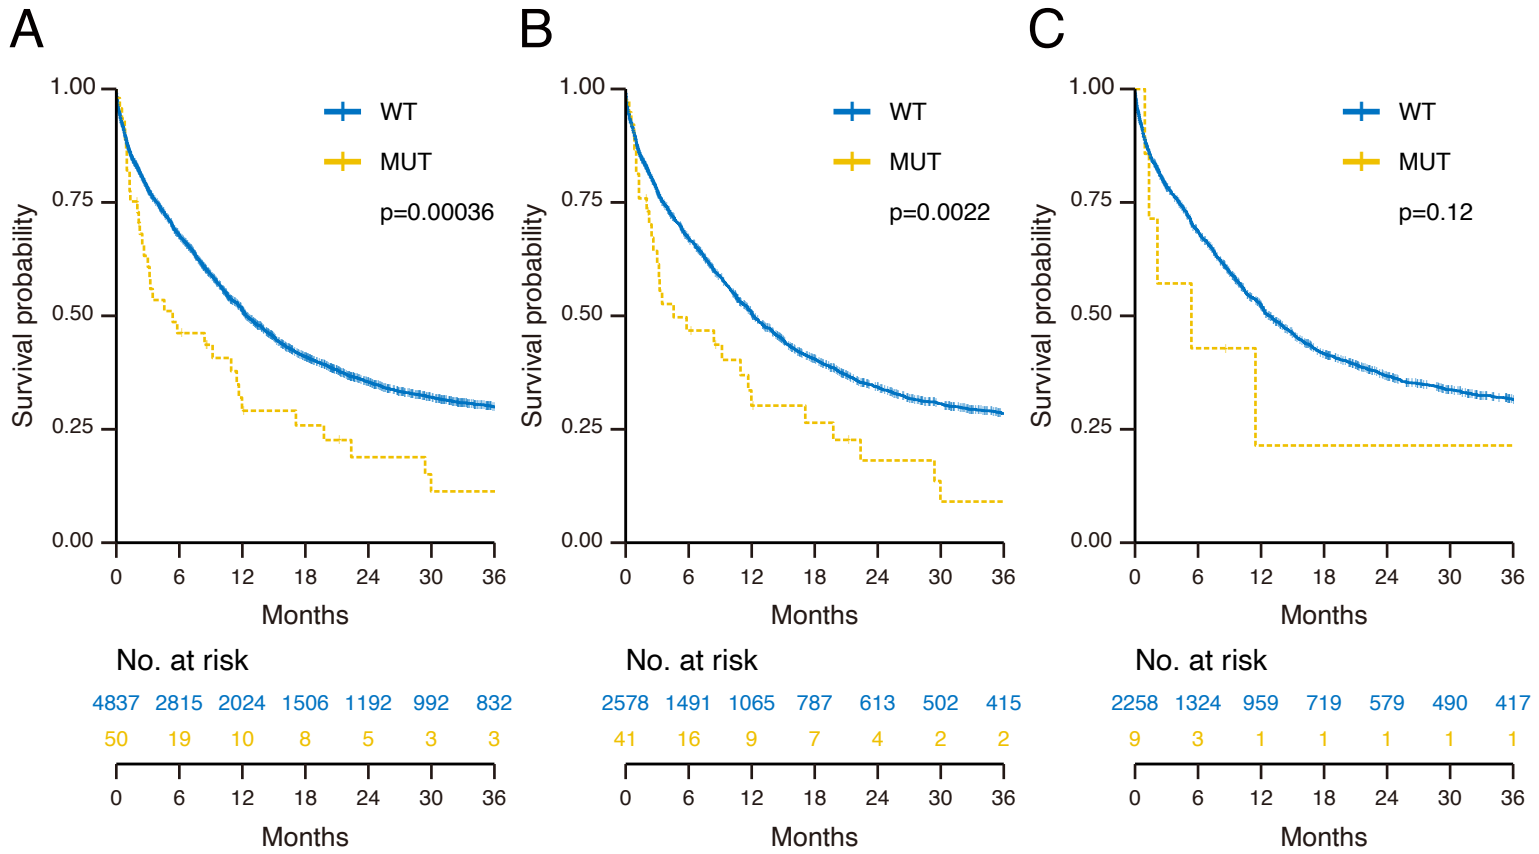 A
Survival probability
1.00
0.75
0.50
0.25
0.00
WT
MUT
p=0.00036
0 6 12 18 24 30 36
Months
No. at risk
4837 2815 2024 1506 1192 992 832
50 19 10 8 5 3 3
0 6 12 18 24 30 36
Months
B
Survival probability
1.00
0.75
0.50
0.25
0.00
WT
MUT
p=0.0022
0 6 12 18 24 30 36
Months
No. at risk
2578 1491 1065 787 613 502 415
41 16 9 7 4 2 2
0 6 12 18 24 30 36
Months
C
Survival probability
1.00
0.75
0.50
0.25
0.00
WT
MUT
p=0.12
0 6 12 18 24 30 36
Months
No. at risk
2258 1324 959 719 579 490 417
9 3 1 1 1 1 1
0 6 12 18 24 30 36
Months